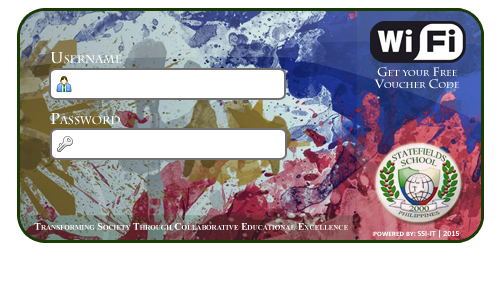 WiFi
Get your Free
Voucher Code
Username
Password
STATEFIELDS
SCHOOL
2000
PHILIPPINES
Transforming Society Through Collaborative Educational Excellence
POWERED BY: SSI-IT | 2015